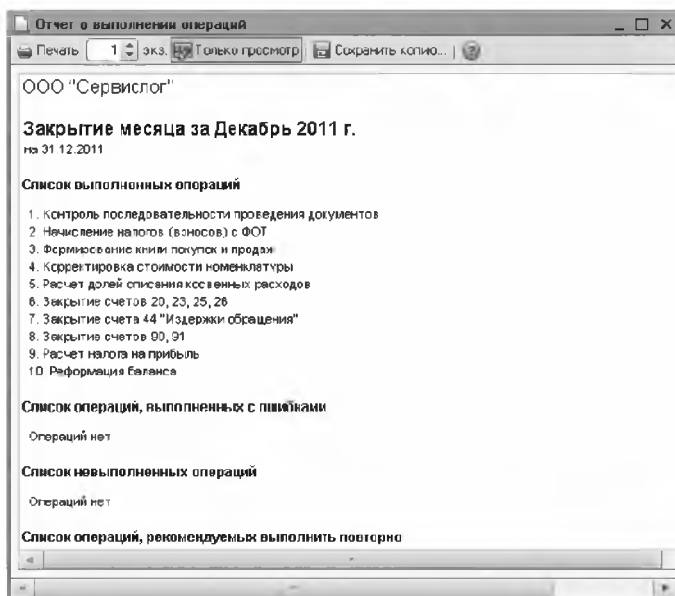 Отчет о выполнении операций
Печать 1 экз. Только просмотр Сохранить копию...
ООО "Сервислог"
Закрытие месяца за Декабрь 2011 г.
на 31.12.2011
Список выполненных операций
1. Контроль последовательности проведения документов
2. Начисление налогов (взносов) с ФОТ
3. Формирование книги покупок и продаж
4. Корректировка стоимости номенклатуры
5. Расчет долей списания косвенных расходов
6. Закрытие счетов 20, 23, 25, 26
7. Закрытие счета 44 "Издержки обращения"
8. Закрытие счетов 90, 91
9. Расчет налога на прибыль
10. Реформация баланса
Список операций, выполненных с ошибками
Операций нет
Список невыполненных операций
Операций нет
Список операций, рекомендуемых выполнить повторно